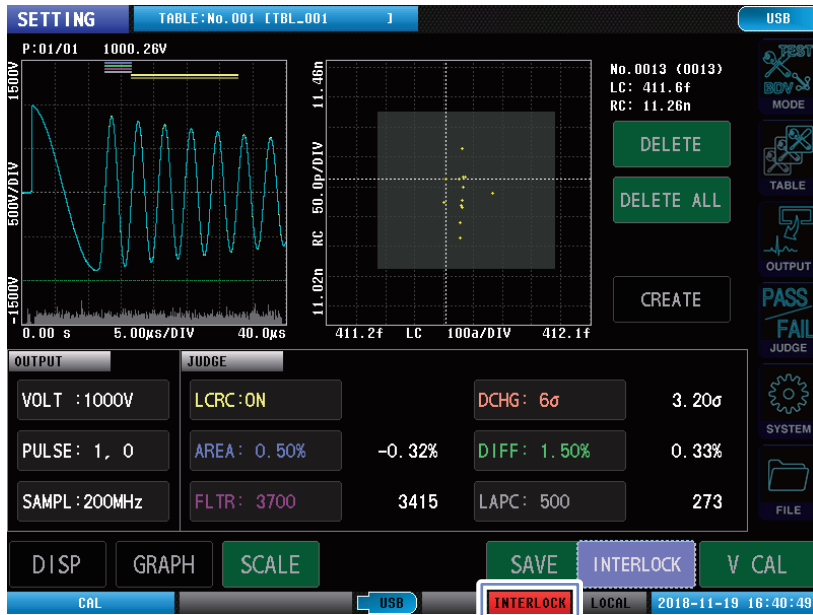 SETTING TABLE:No.001 [TBL_001 ] USB
P:01/01 1000.26V
1500V
500V/DIV
-1500V
0.00 s 5.00µs/DIV 40.0µs
11.46n
50.0p/DIV
RC
11.02n
411.2f LC 100a/DIV 412.1f
No.0013 (0013)
LC: 411.6f
RC: 11.26n
DELETE
DELETE ALL
CREATE
TEST
BDV
MODE
TABLE
OUTPUT
PASS
FAIL
JUDGE
SYSTEM
FILE
OUTPUT JUDGE
VOLT :1000V LCRC:ON DCHG: 6σ 3.20σ
PULSE: 1, 0 AREA: 0.50% -0.32% DIFF: 1.50% 0.33%
SAMPL:200MHz FLTR: 3700 3415 LAPC: 500 273
DISP GRAPH SCALE SAVE INTERLOCK V CAL
CAL USB INTERLOCK LOCAL 2018-11-19 16:40:49